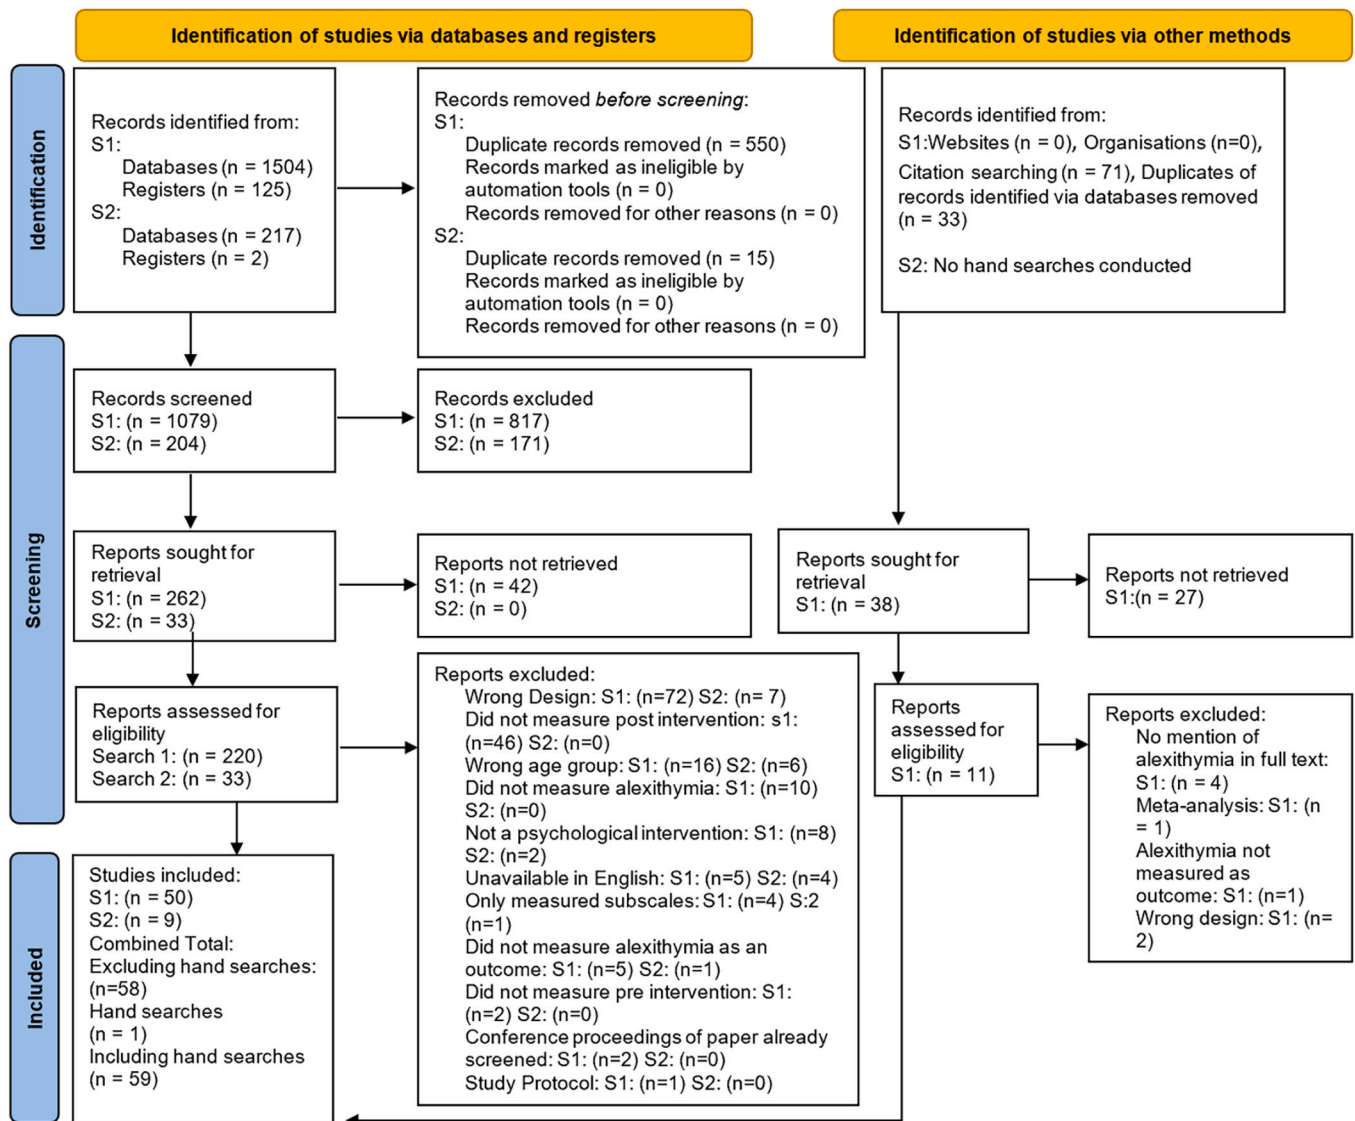 Identification of studies via databases and registers
Identification of studies via other methods
Identification
Records identified from:
S1:
Databases (n = 1504)
Registers (n = 125)
S2:
Databases (n = 217)
Registers (n = 2)
Records removed before screening:
S1:
Duplicate records removed (n = 550)
Records marked as ineligible by
automation tools (n = 0)
Records removed for other reasons (n = 0)
S2:
Duplicate records removed (n = 15)
Records marked as ineligible by
automation tools (n = 0)
Records removed for other reasons (n = 0)
Records identified from:
S1:Websites (n = 0), Organisations (n=0),
Citation searching (n = 71), Duplicates of
records identified via databases removed
(n = 33)
S2: No hand searches conducted
Screening
Records screened
S1: (n = 1079)
S2: (n = 204)
Records excluded
S1: (n = 817)
S2: (n = 171)
Reports sought for
retrieval
S1: (n = 262)
S2: (n = 33)
Reports not retrieved
S1: (n = 42)
S2: (n = 0)
Reports sought for
retrieval
S1: (n = 38)
Reports not retrieved
S1:(n = 27)
Reports assessed for
eligibility
Search 1: (n = 220)
Search 2: (n = 33)
Reports excluded:
Wrong Design: S1: (n=72) S2: (n= 7)
Did not measure post intervention: s1:
(n=46) S2: (n=0)
Wrong age group: S1: (n=16) S2: (n=6)
Did not measure alexithymia: S1: (n=10)
S2: (n=0)
Not a psychological intervention: S1: (n=8)
S2: (n=2)
Unavailable in English: S1: (n=5) S2: (n=4)
Only measured subscales: S1: (n=4) S:2
(n=1)
Did not measure alexithymia as an
outcome: S1: (n=5) S2: (n=1)
Did not measure pre intervention: S1:
(n=2) S2: (n=0)
Conference proceedings of paper already
screened: S1: (n=2) S2: (n=0)
Study Protocol: S1: (n=1) S2: (n=0)
Reports
assessed for
eligibility
S1: (n = 11)
Reports excluded:
No mention of
alexithymia in full text:
S1: (n = 4)
Meta-analysis: S1: (n
= 1)
Alexithymia not
measured as
outcome: S1: (n=1)
Wrong design: S1: (n=
2)
Included
Studies included:
S1: (n = 50)
S2: (n = 9)
Combined Total:
Excluding hand searches:
(n=58)
Hand searches
(n = 1)
Including hand searches
(n = 59)